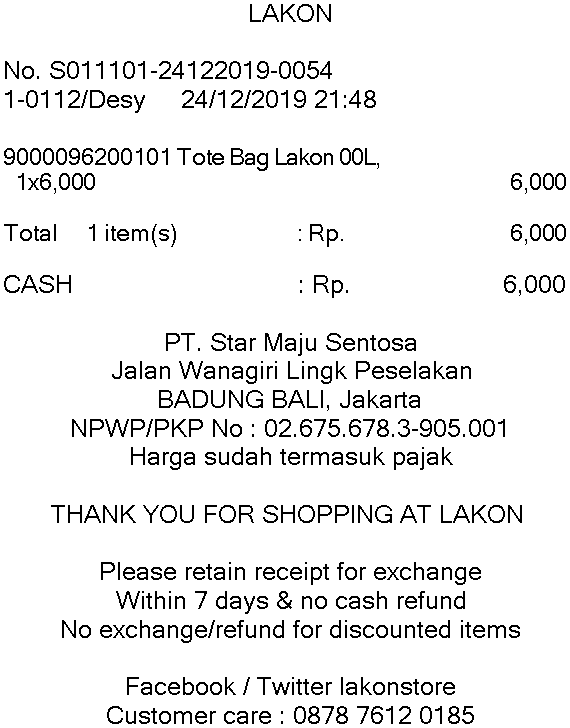 LAKON
No. S011101-24122019-0054
1-0112/Desy 24/12/2019 21:48
9000096200101 Tote Bag Lakon 00L,
1x6,000 6,000
Total 1 item(s) : Rp. 6,000
CASH : Rp. 6,000
PT. Star Maju Sentosa
Jalan Wanagiri Lingk Peselakan
BADUNG BALI, Jakarta
NPWP/PKP No : 02.675.678.3-905.001
Harga sudah termasuk pajak
THANK YOU FOR SHOPPING AT LAKON
Please retain receipt for exchange
Within 7 days & no cash refund
No exchange/refund for discounted items
Facebook / Twitter lakonstore
Customer care : 0878 7612 0185